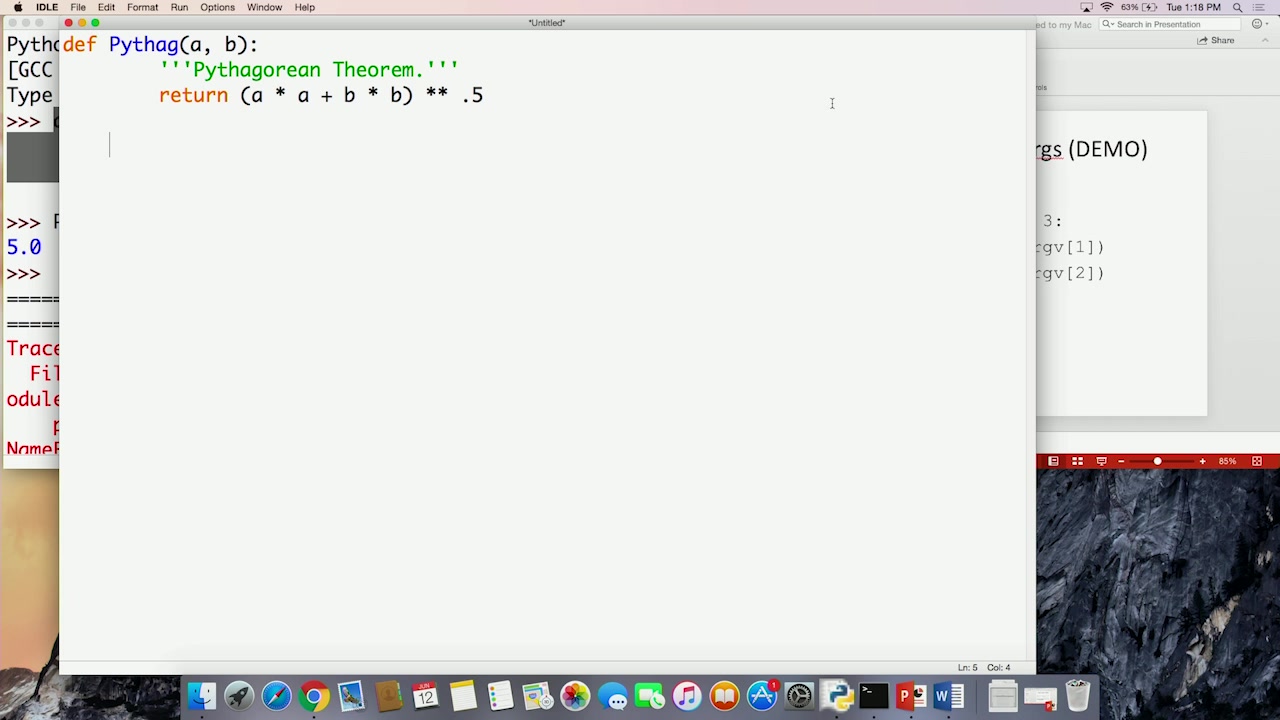 IDLE File Edit Format Run Options Window Help
63% Tue 1:18 PM
*Untitled*
ed to my Mac
Search in Presentation
Share
def Pythag(a, b):
'''Pythagorean Theorem.'''
return (a * a + b * b) ** .5
[GCC
Type
>>>
>>>
5.0
>>>
Trace
Fil
odule
rgs (DEMO)
3:
rgv[1])
rgv[2])
85%
Ln: 5 Col: 4
JUN
12
1